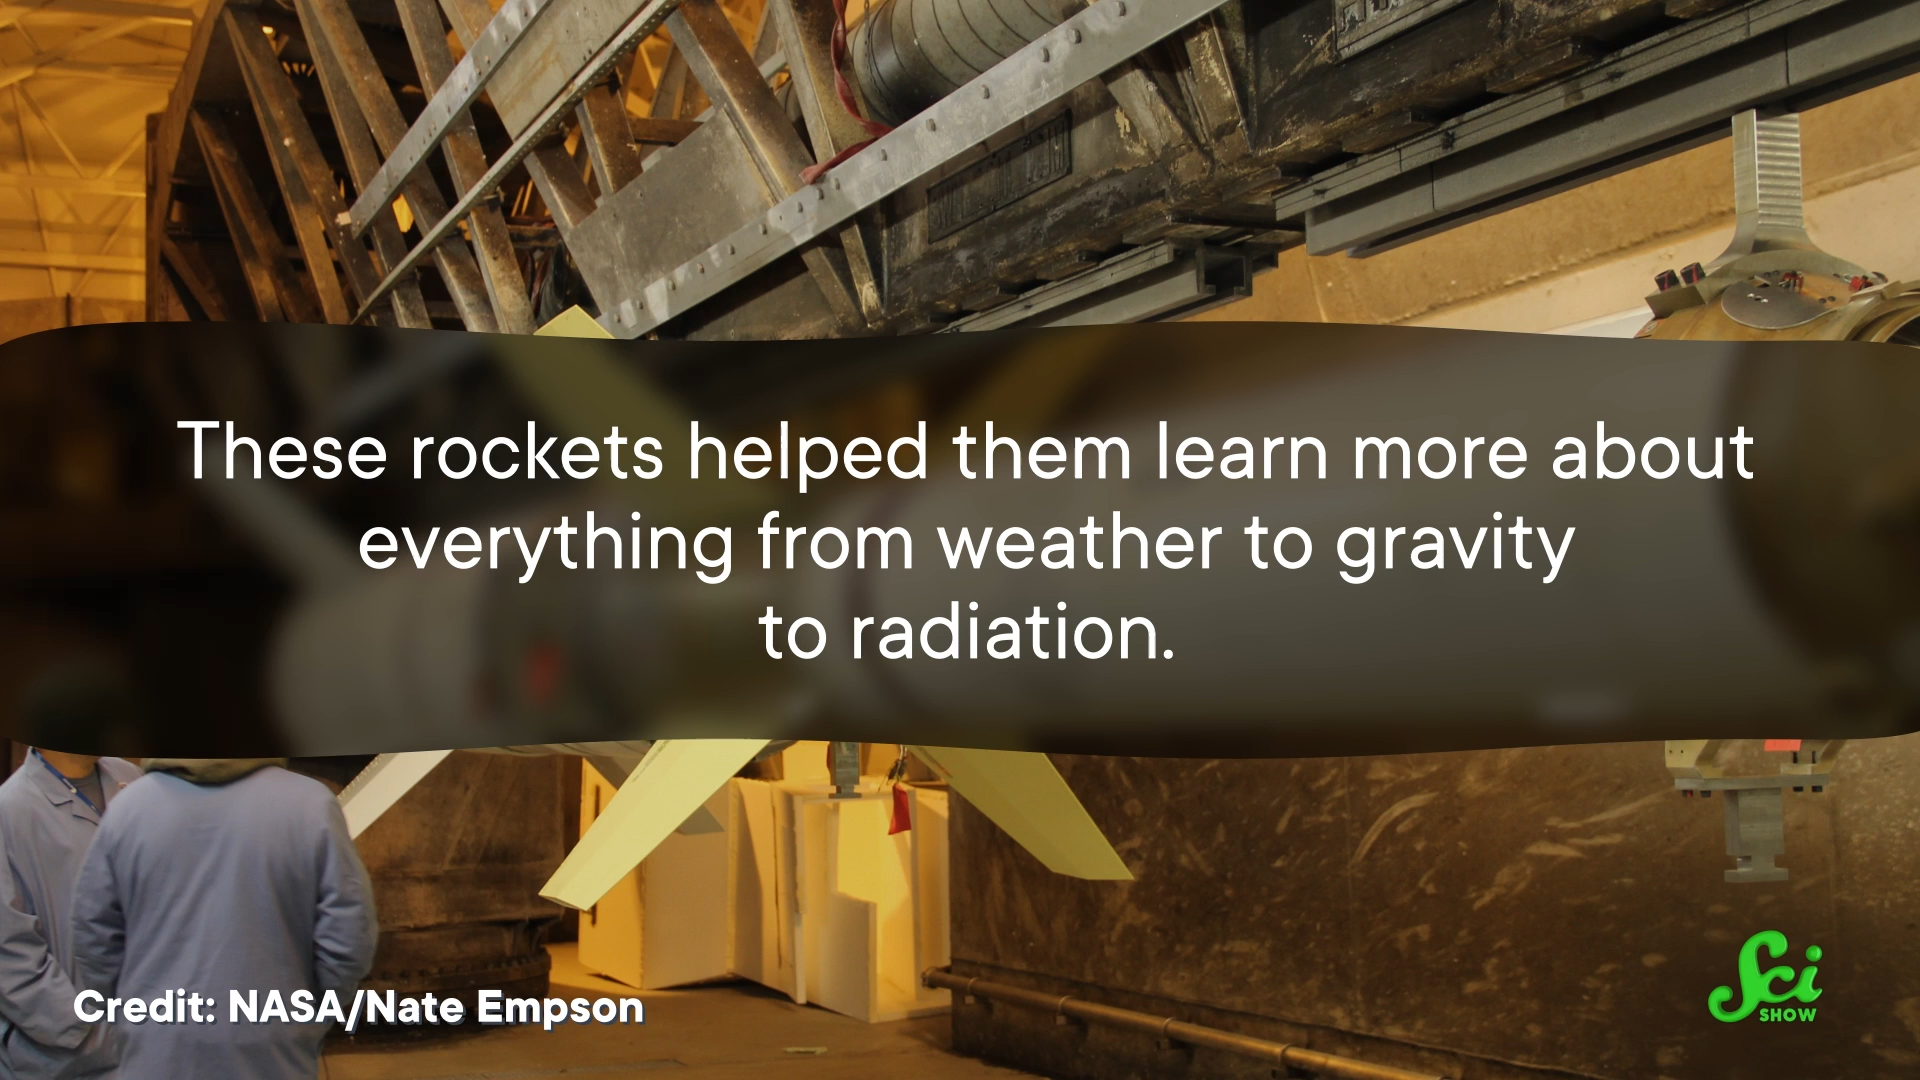 These rockets helped them learn more about
everything from weather to gravity
to radiation.
Credit: NASA/Nate Empson
Sci
SHOW